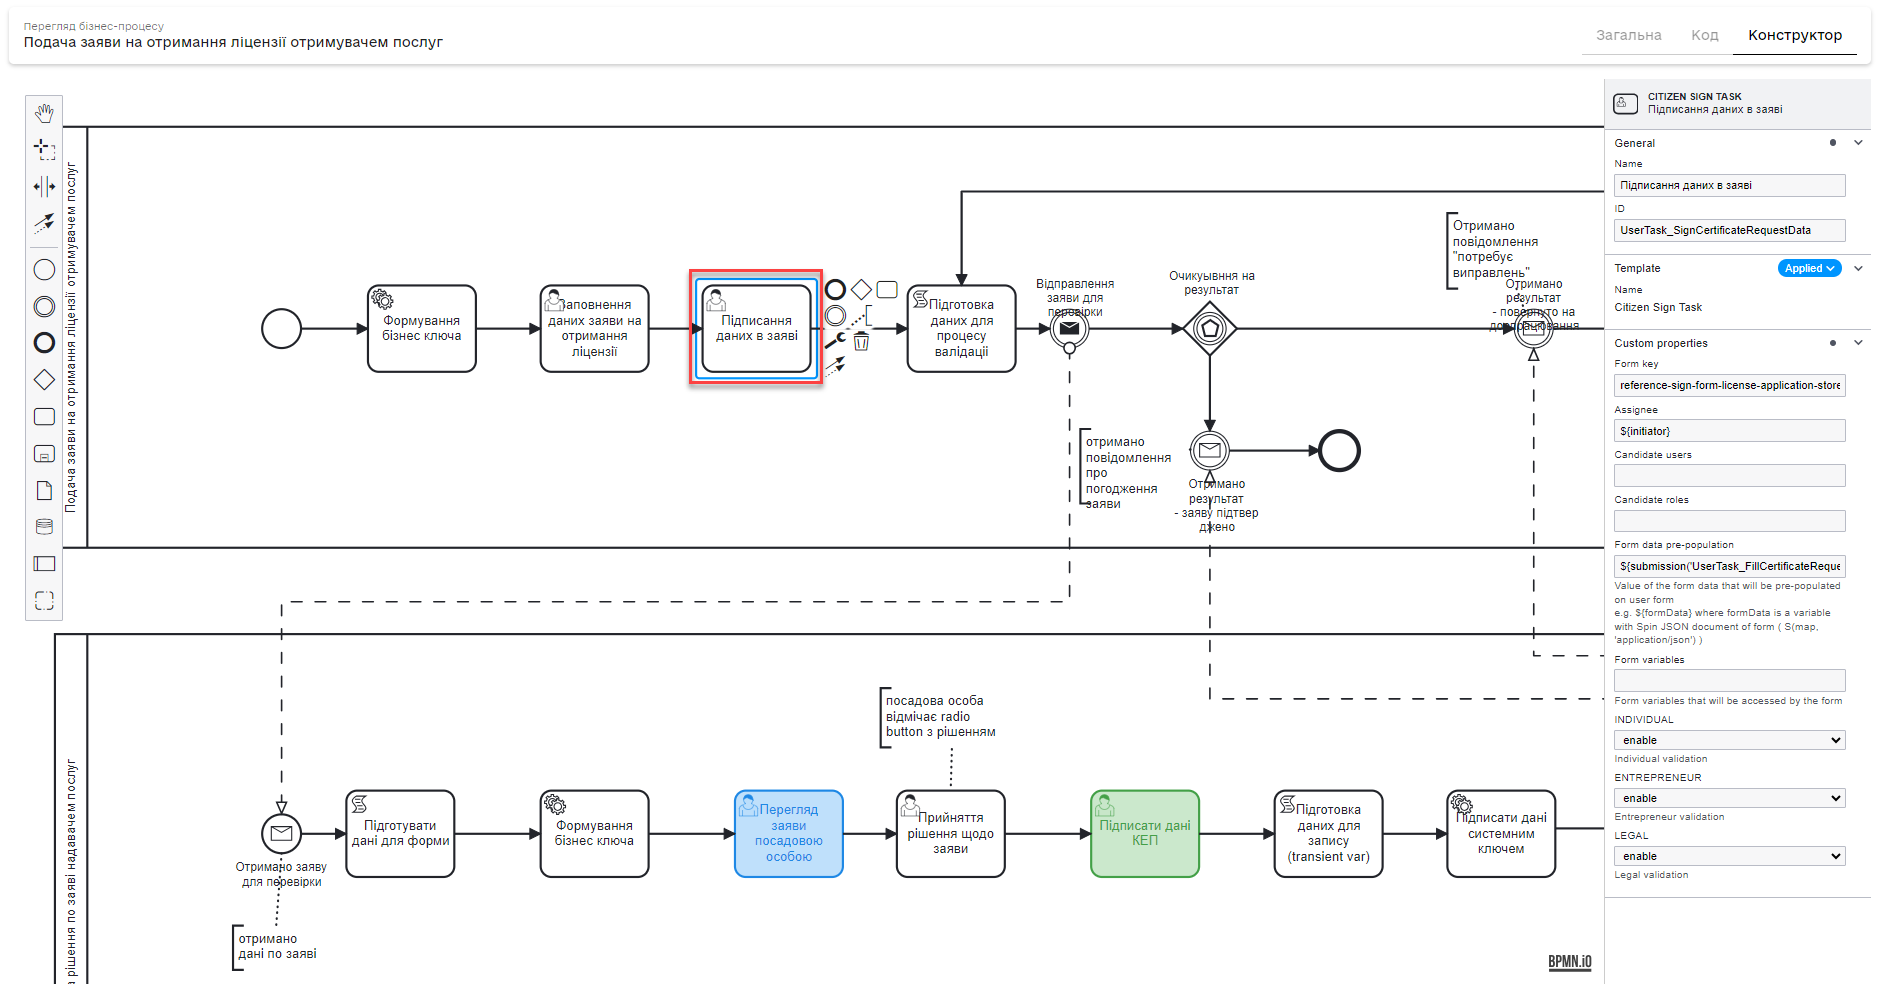 Перегляд бізнес-процесу
Подача заяви на отримання ліцензії отримувачем послуг
Загальна
Код
Конструктор
Подача заяви на отримання ліцензії отримувачем послуг
Формування
бізнес ключа
Заповнення
даних заяви на
отримання
ліцензії
Підписання
даних в заяві
Підготовка
даних для
процесу
валідації
Відправлення
заяви для
перевірки
Очикуывння на
результат
Отримано
повідомлення
"потребує
виправлень"
Отримано
результат
- повернуто на
доопрацювання
отримано
повідомлення
про
погодження
заяви
Отримано
результат
- заяву підтвер
джено
а рішення по заяві надавачем послуг
посадова особа
відмічає radio
button з рішенням
Отримано заяву
для перевірки
Підготувати
дані для форми
Формування
бізнес ключа
Перегляд
заяви
посадовою
особою
Прийняття
рішення щодо
заяви
Підписати дані
КЕП
Підготовка
даних для
запису
(transient var)
Підписати дані
системним
ключем
отримано
дані по заяві
BPMN.iO
CITIZEN SIGN TASK
Підписання даних в заяві
General
Name
Підписання даних в заяві
ID
UserTask_SignCertificateRequestData
Template
Applied
Name
Citizen Sign Task
Custom properties
Form key
reference-sign-form-license-application-store
Assignee
${initiator}
Candidate users
Candidate roles
Form data pre-population
${submission('UserTask_FillCertificateReque
Value of the form data that will be pre-populated
on user form
e.g. ${formData} where formData is a variable
with Spin JSON document of form ( S(map,
'application/json') )
Form variables
Form variables that will be accessed by the form
INDIVIDUAL
enable
Individual validation
ENTREPRENEUR
enable
Entrepreneur validation
LEGAL
enable
Legal validation